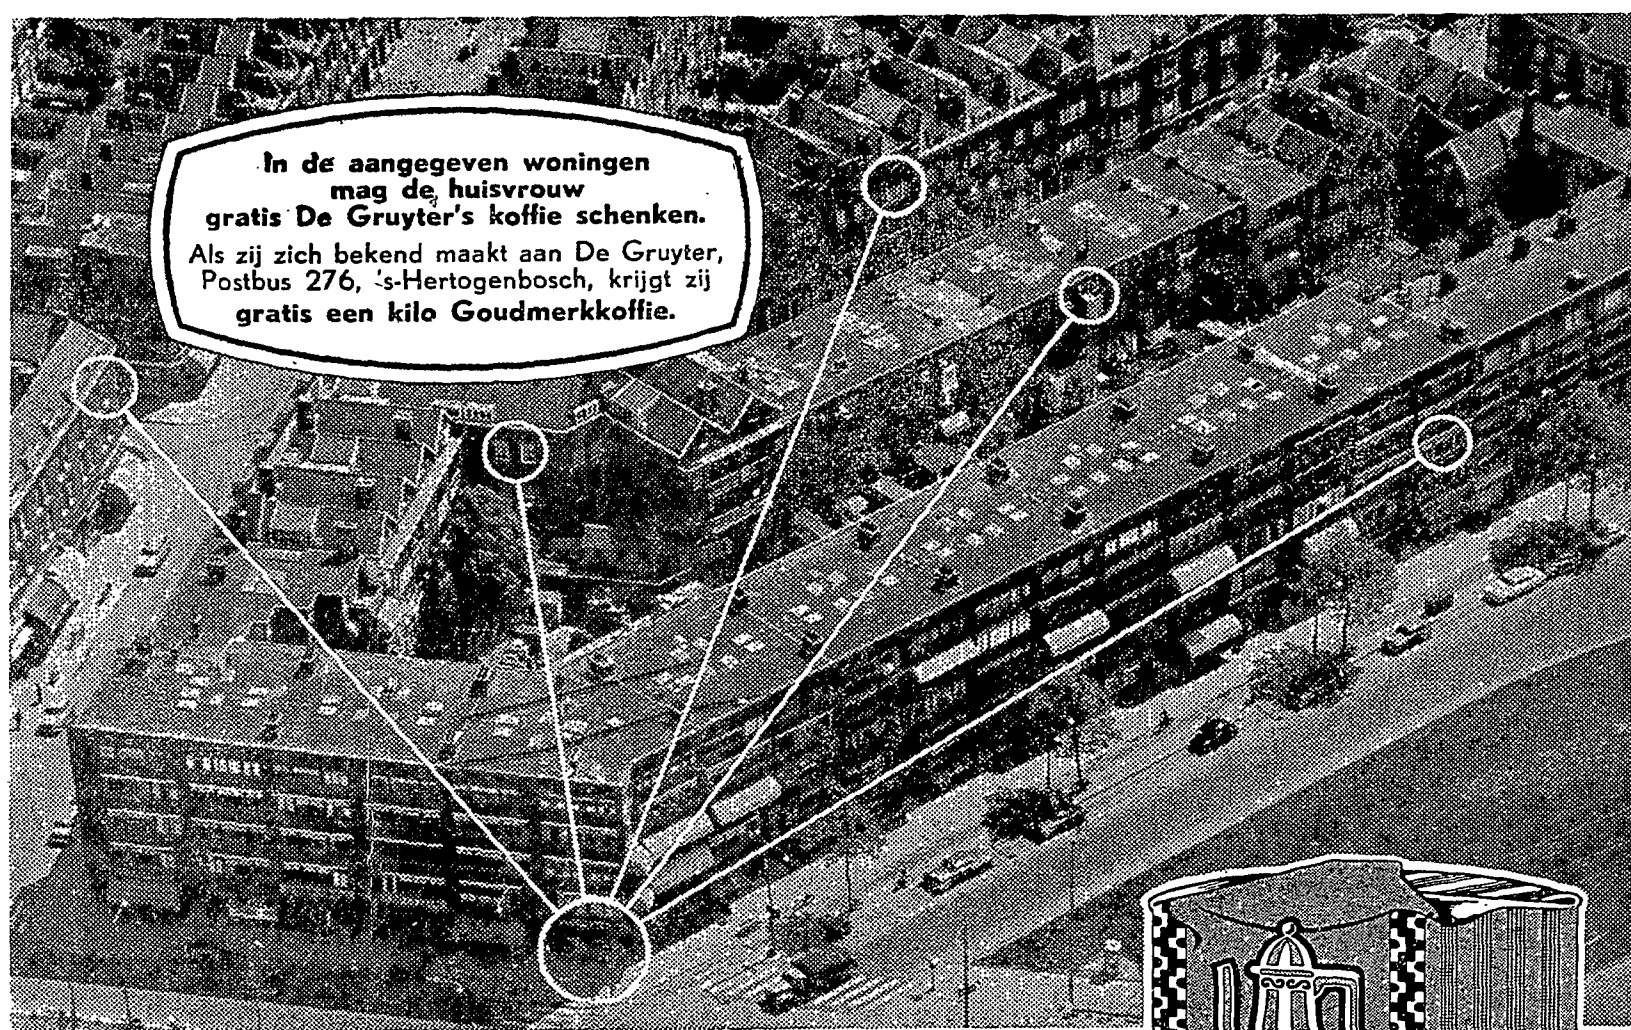 In de aangegeven woningen
mag de huisvrouw
gratis De Gruyter's koffie schenken.
Als zij zich bekend maakt aan De Gruyter,
Postbus 276, 's-Hertogenbosch, krijgt zij
gratis een kilo Goudmerkkoffie.